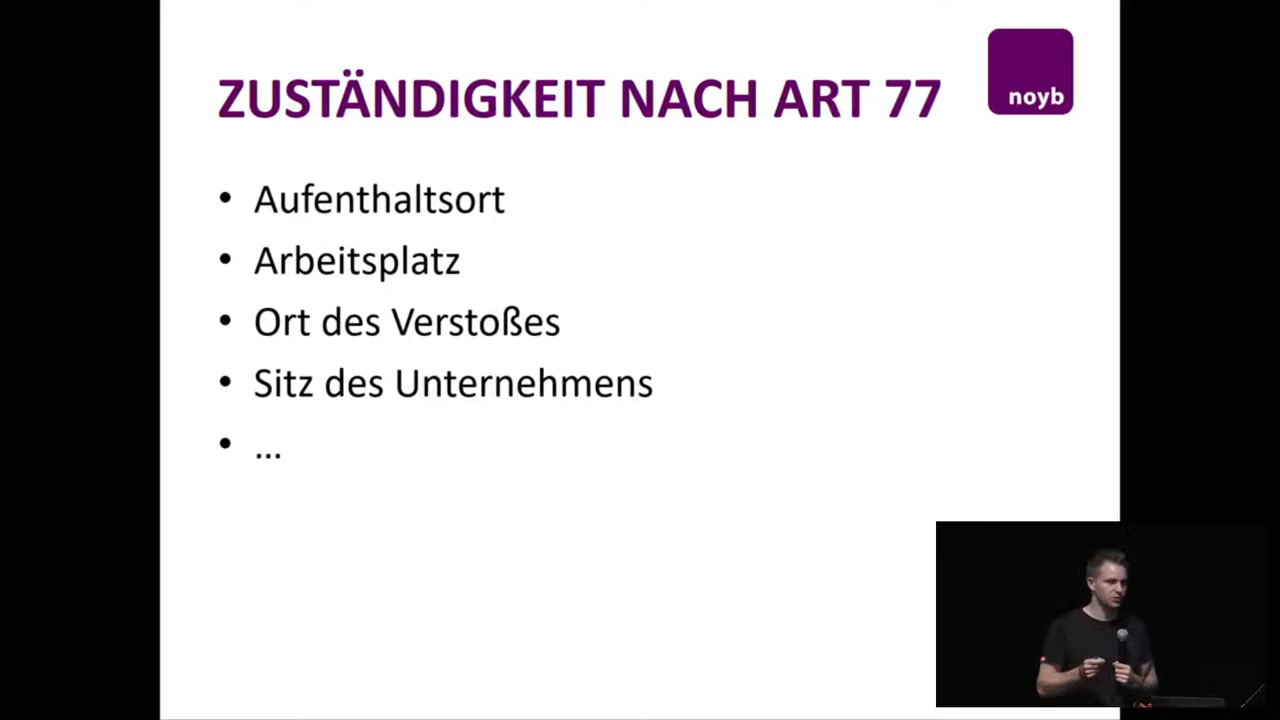 ZUSTÄNDIGKEIT NACH ART 77
noyb
• Aufenthaltsort
• Arbeitsplatz
• Ort des Verstoßes
• Sitz des Unternehmens
• ...